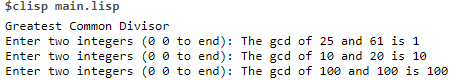 $clisp main.lisp
Greatest Common Divisor
Enter two integers (0 0 to end): The gcd of 25 and 61 is 1
Enter two integers (0 0 to end): The gcd of 10 and 20 is 10
Enter two integers (0 0 to end): The gcd of 100 and 100 is 100